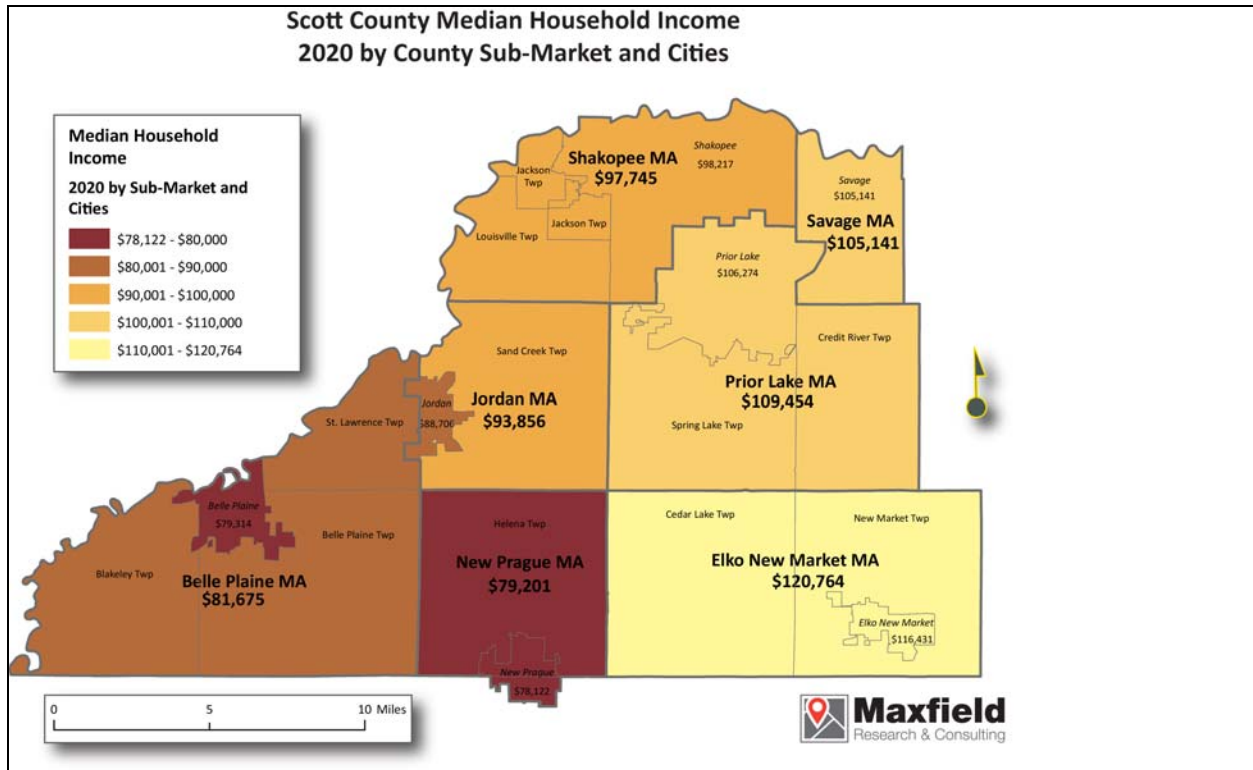 Scott County Median Household Income
2020 by County Sub-Market and Cities
Median Household
Income
2020 by Sub-Market and
Cities
$78,122 - $80,000
$80,001 - $90,000
$90,001 - $100,000
$100,001 - $110,000
$110,001 - $120,764
Shakopee
$98,217
Shakopee MA
$97,745
Jackson
Twp
Jackson Twp
Louisville Twp
Savage
$105,141
Savage MA
$105,141
Prior Lake
$106,274
Credit River Twp
Prior Lake MA
$109,454
Spring Lake Twp
Sand Creek Twp
Jordan
$88,706
Jordan MA
$93,856
St. Lawrence Twp
Belle Plaine
$79,314
Belle Plaine Twp
Blakeley Twp
Belle Plaine MA
$81,675
Helena Twp
New Prague MA
$79,201
New Prague
$78,122
Cedar Lake Twp
New Market Twp
Elko New Market MA
$120,764
Elko New Market
$116,431
0 5 10 Miles
Maxfield
Research & Consulting